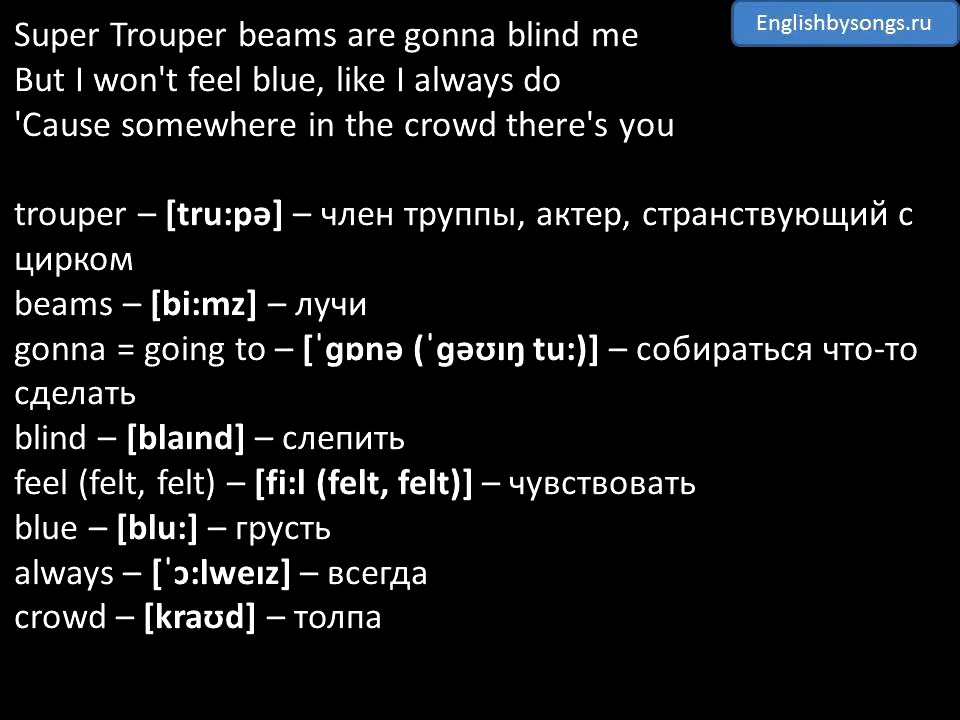 Super Trouper beams are gonna blind me
Englishbysongs.ru
But I won't feel blue, like I always do
'Cause somewhere in the crowd there's you
trouper – [tru:pə] – член труппы, актер, странствующий с
цирком
beams – [bi:mz] – лучи
gonna = going to – [ˈgɒnə (ˈgəʊɪŋ tu:)] – собираться что-то
сделать
blind – [blaɪnd] – слепить
feel (felt, felt) – [fi:l (felt, felt)] – чувствовать
blue – [blu:] – грусть
always – [ˈɔ:lweɪz] – всегда
crowd – [kraʊd] – толпа